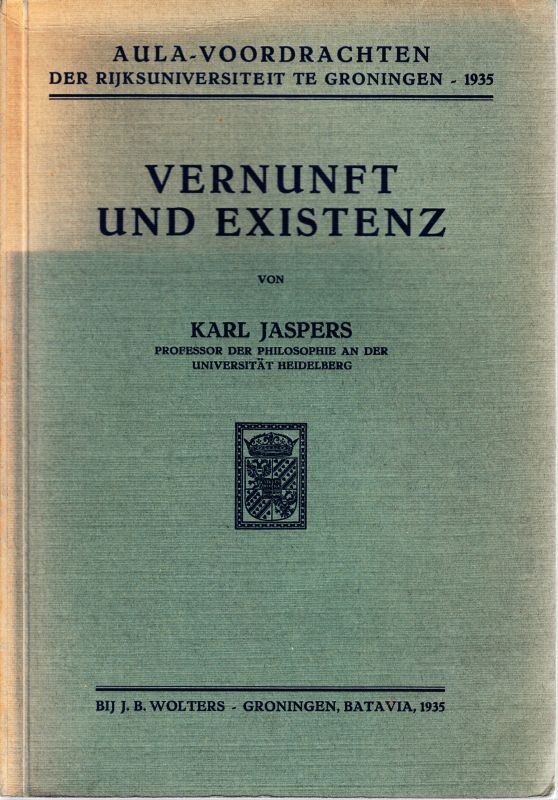 AULA-VOORDRACHTEN
DER RIJKSUNIVERSITEIT TE GRONINGEN - 1935
VERNUNFT
UND EXISTENZ
VON
KARL JASPERS
PROFESSOR DER PHILOSOPHIE AN DER
UNIVERSITÄT HEIDELBERG
BIJ J. B. WOLTERS - GRONINGEN, BATAVIA, 1935